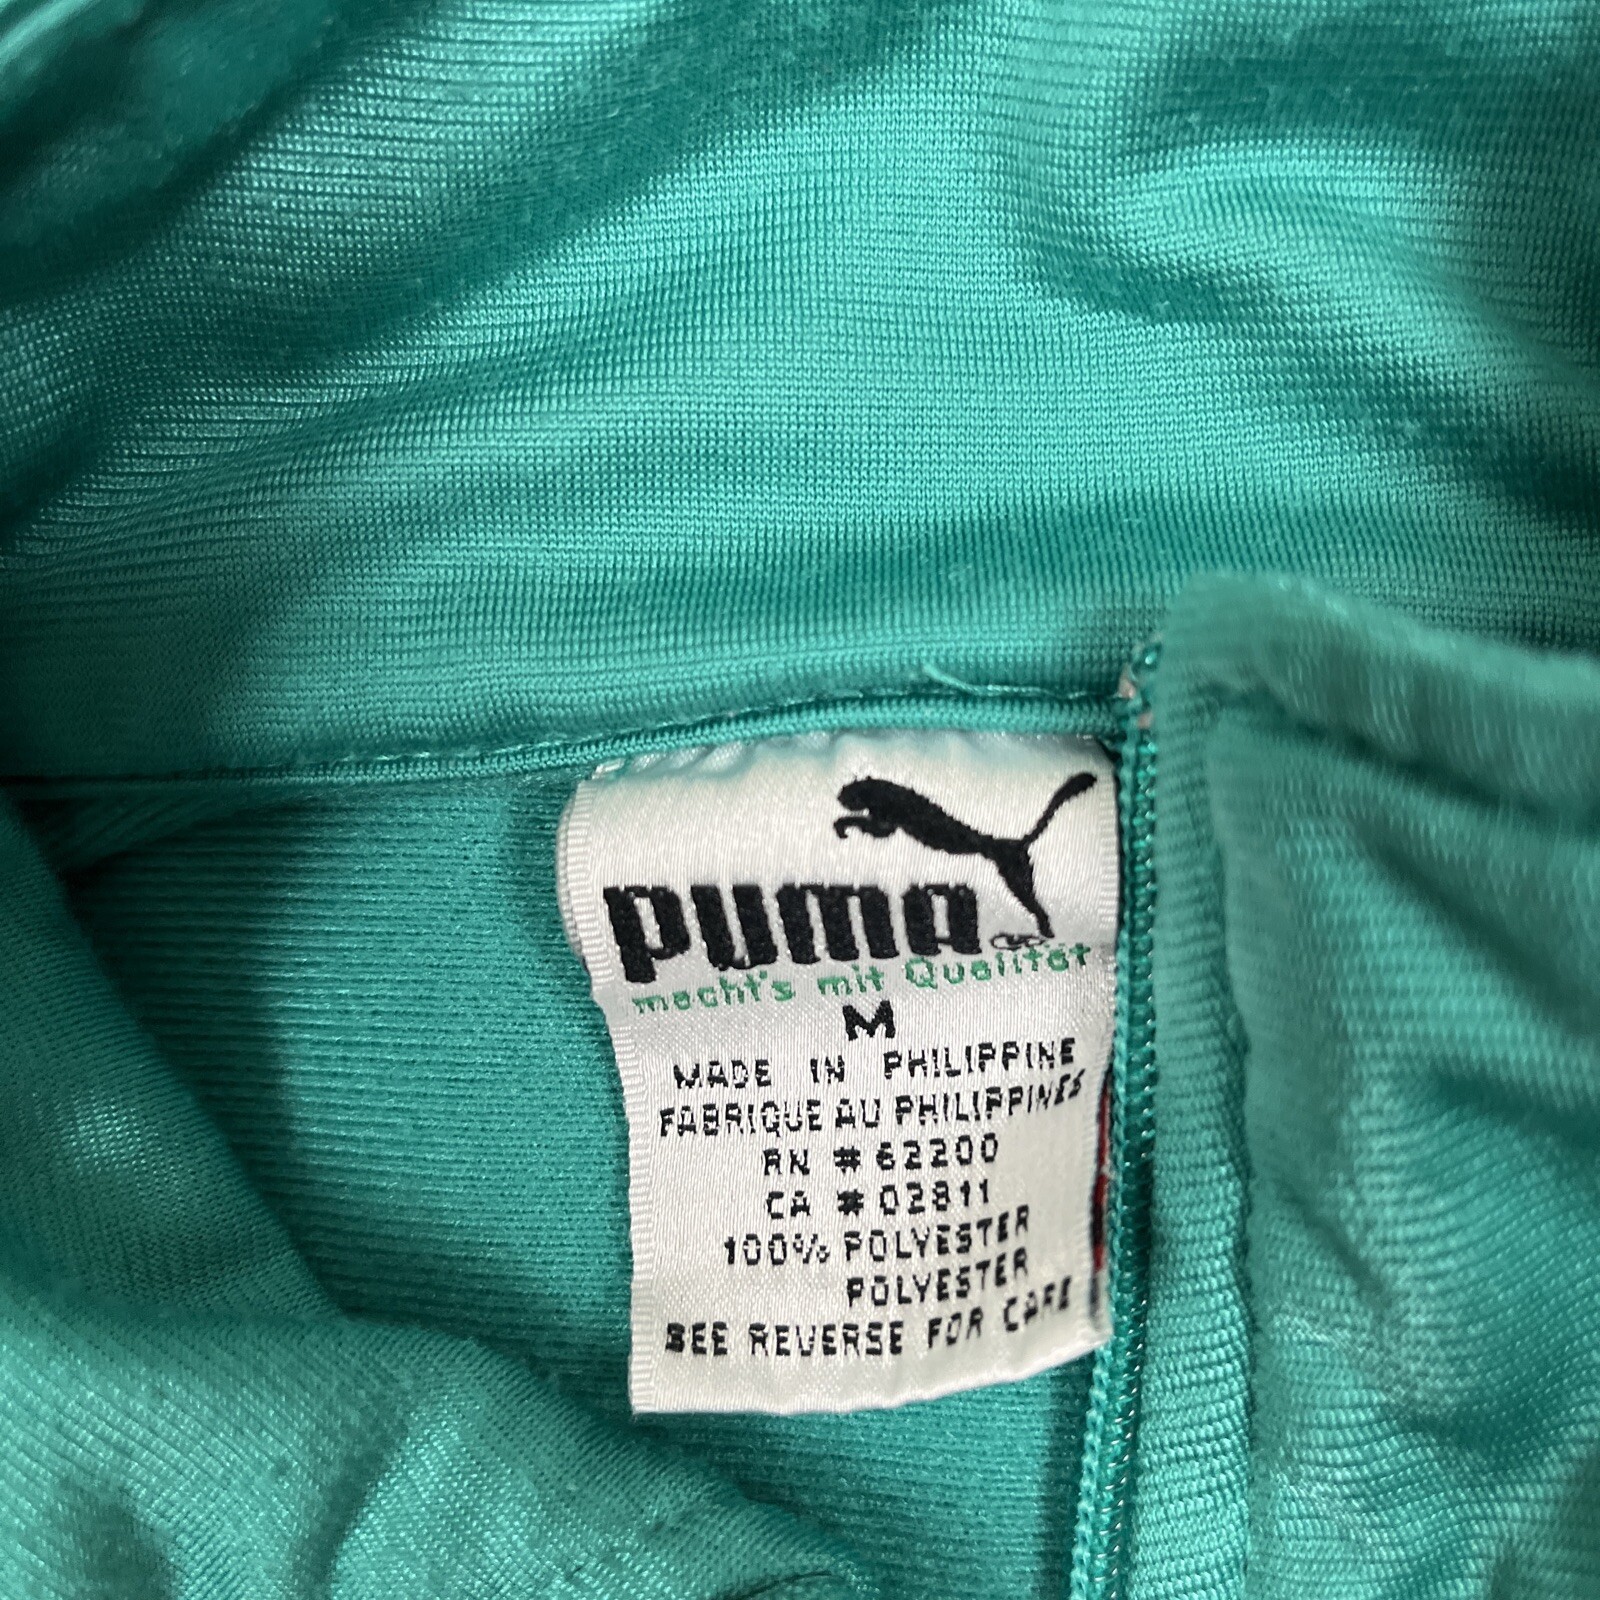 PUMA
macht's mit Qualität
M
MADE IN PHILIPPINE
FABRIQUE AU PHILIPPINES
RN # 62200
CA # 02811
100% POLYESTER
POLYESTER
SEE REVERSE FOR CARE